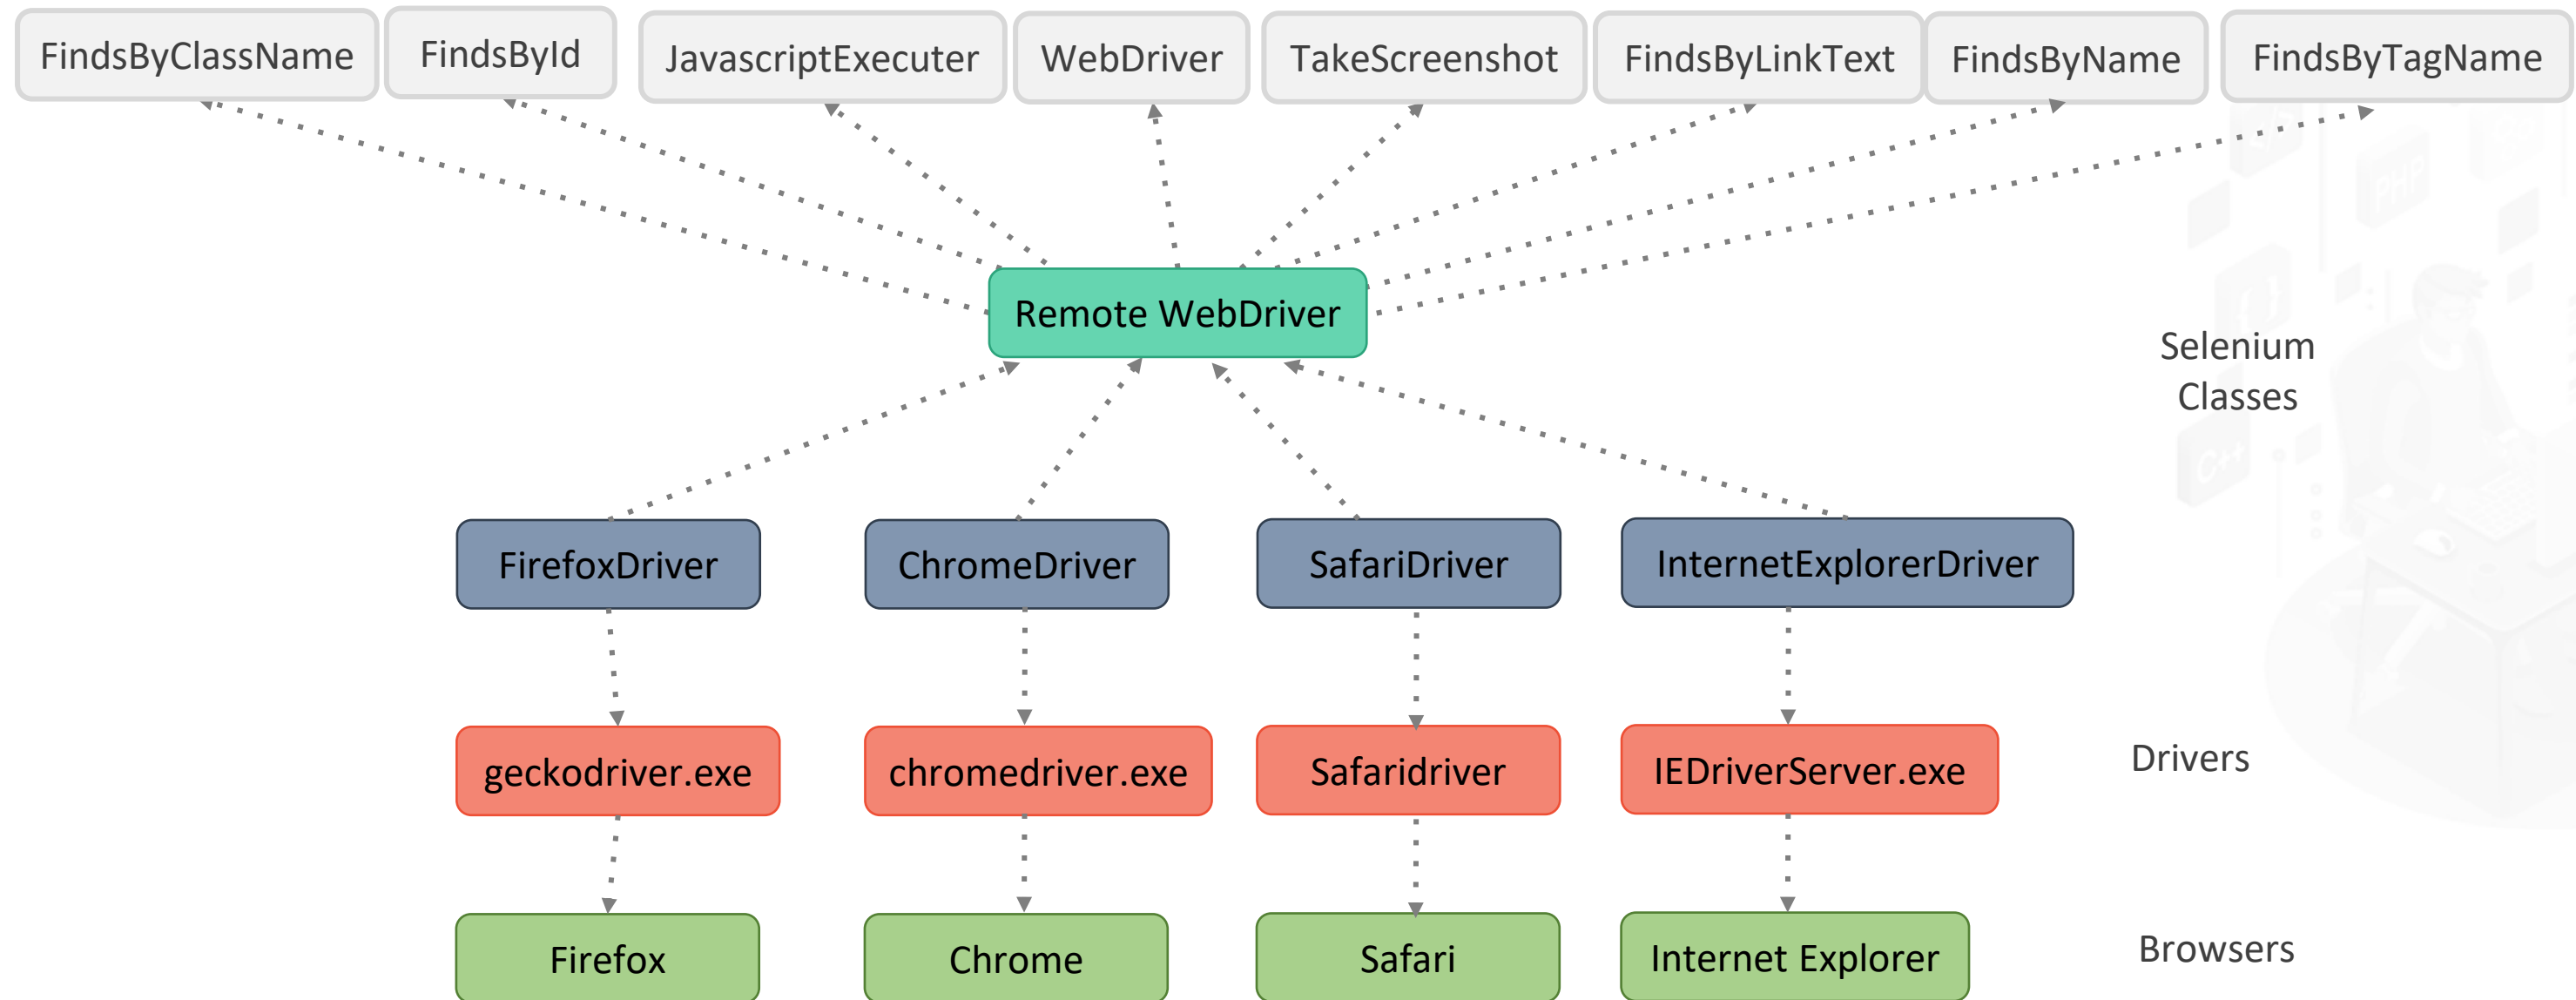 FindsByClassName
FindsById
JavascriptExecuter
WebDriver
TakeScreenshot
FindsByLinkText
FindsByName
FindsByTagName
Remote WebDriver
Selenium
Classes
FirefoxDriver
ChromeDriver
SafariDriver
InternetExplorerDriver
geckodriver.exe
chromedriver.exe
Safaridriver
IEDriverServer.exe
Drivers
Firefox
Chrome
Safari
Internet Explorer
Browsers
PHP
C++
{ }